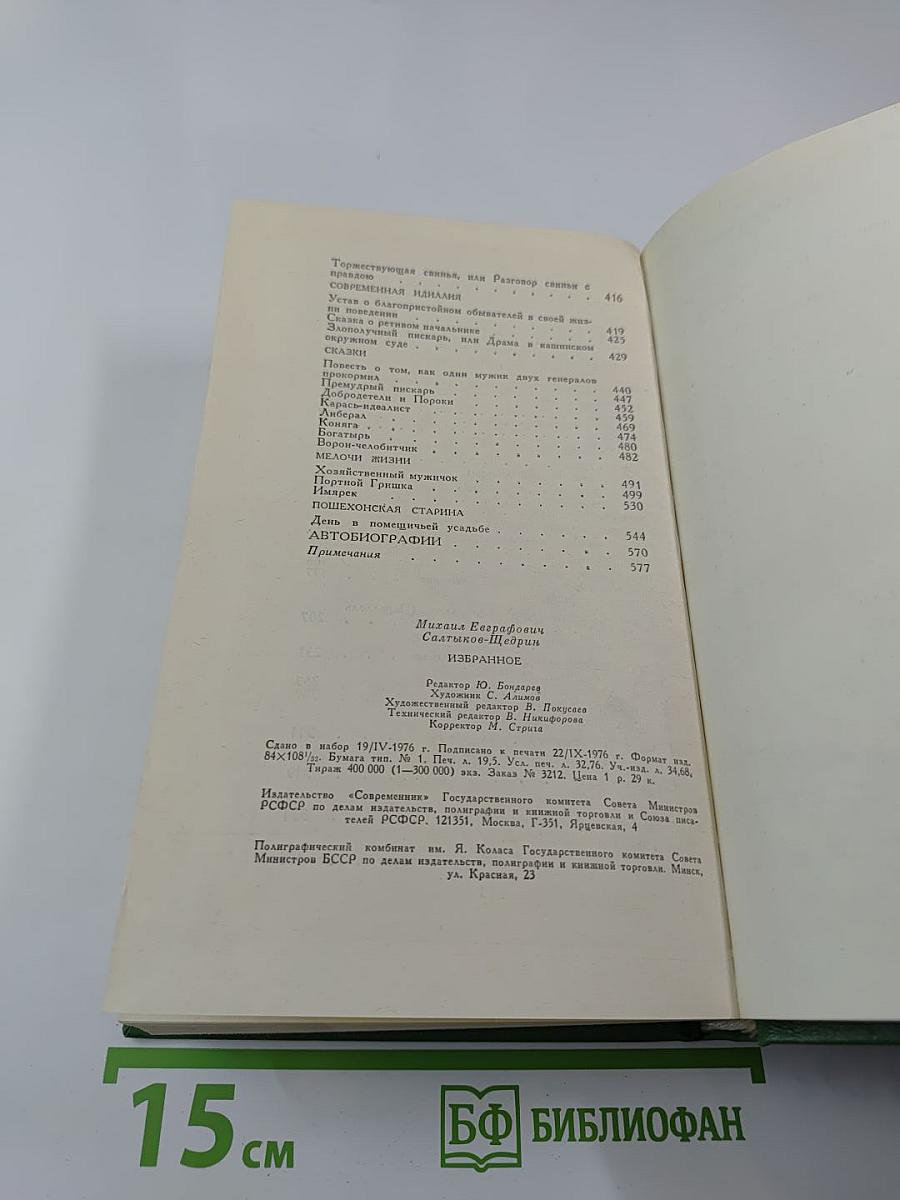 Торжествующая свинья, или Разговор свиньи с
правдою . . . . . . . . . . 416
СОВРЕМЕННАЯ ИДИЛЛИЯ
Устав о благопристойном обывателей в своей жиз-
ни поведении . . . . . . . . . 419
Сказка о ретивом начальнике . . . . . . 425
Злополучный пискарь, или Драма в кашинском
окружном суде . . . . . . . . 429
СКАЗКИ
Повесть о том, как один мужик двух генералов
прокормил . . . . . . . . . 440
Премудрый пискарь . . . . . . . 447
Добродетели и Пороки . . . . . . . 452
Карась-идеалист . . . . . . . . 459
Либерал . . . . . . . . . . 469
Коняга . . . . . . . . . . 474
Богатырь . . . . . . . . . 480
Ворон-челобитчик . . . . . . . . 482
МЕЛОЧИ ЖИЗНИ
Хозяйственный мужичок . . . . . . . 491
Портной Гришка . . . . . . . . 499
Имярек . . . . . . . . . . 530
ПОШЕХОНСКАЯ СТАРИНА
День в помещичьей усадьбе . . . . . . 544
АВТОБИОГРАФИИ . . . . . . . . 570
Примечания . . . . . . . . . 577
Михаил Евграфович
Салтыков-Щедрин
ИЗБРАННОЕ
Редактор Ю. Бондарев
Художник С. Алимов
Художественный редактор В. Покусаев
Технический редактор В. Никифорова
Корректор М. Стрига
Сдано в набор 19/IV-1976 г. Подписано к печати 22/IX-1976 г. Формат изд.
84×108¹/₃₂. Бумага тип. № 1. Печ. л. 19,5. Усл. печ. л. 32,76. Уч.-изд. л. 34,68.
Тираж 400 000 (1—300 000) экз. Заказ № 3212. Цена 1 р. 29 к.
Издательство «Современник» Государственного комитета Совета Министров
РСФСР по делам издательств, полиграфии и книжной торговли и Союза писа-
телей РСФСР. 121351, Москва, Г-351, Ярцевская, 4
Полиграфический комбинат им. Я. Коласа Государственного комитета Совета
Министров БССР по делам издательств, полиграфии и книжной торговли. Минск,
ул. Красная, 23
15 см
БФ БИБЛИОФАН